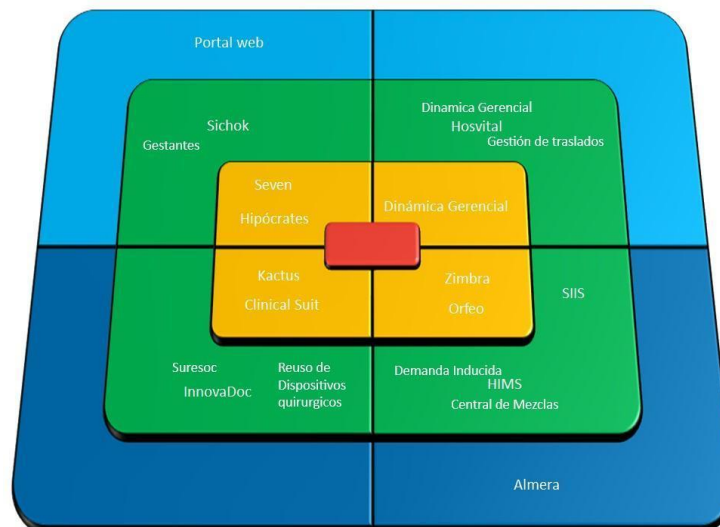 Portal web
Sichok
Gestantes
Dinamica Gerencial
Hosvital
Gestión de traslados
Seven
Hipócrates
Dinámica Gerencial
Kactus
Clinical Suit
Zimbra
Orfeo
SIIS
Suresoc
InnovaDoc
Reuso de
Dispositivos
quirurgicos
Demanda Inducida
HIMS
Central de Mezclas
Almera